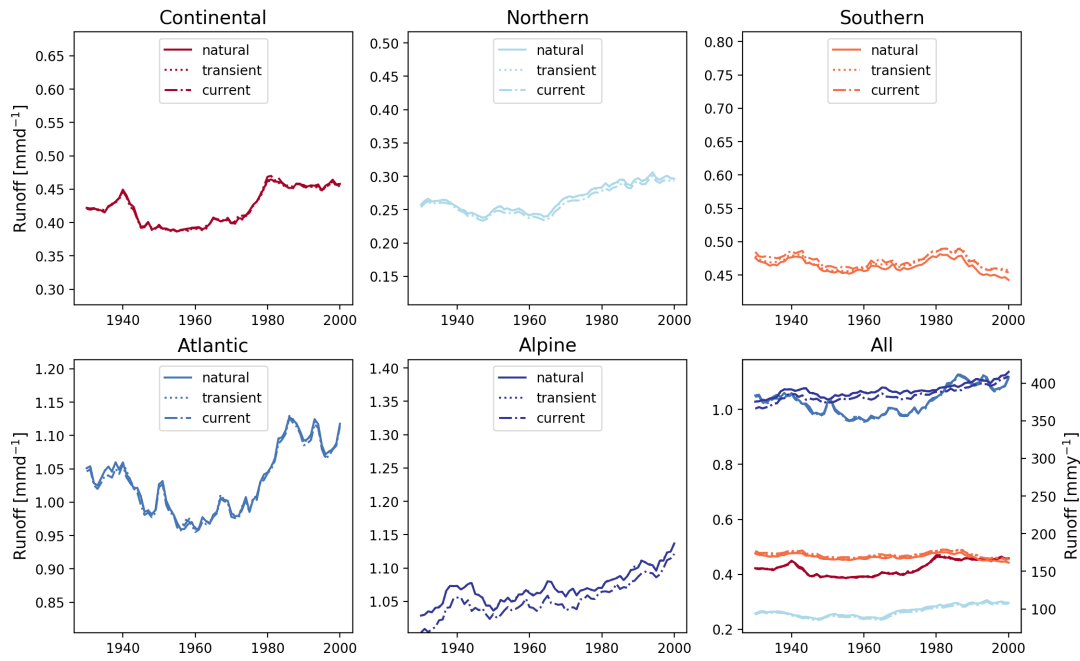 Continental
Northern
Southern
natural
transient
current
natural
transient
current
natural
transient
current
Runoff [mmd⁻¹]
0.65
0.60
0.55
0.50
0.45
0.40
0.35
0.30
0.50
0.45
0.40
0.35
0.30
0.25
0.20
0.15
0.80
0.75
0.70
0.65
0.60
0.55
0.50
0.45
1940 1960 1980 2000
1940 1960 1980 2000
1940 1960 1980 2000
Atlantic
Alpine
All
natural
transient
current
natural
transient
current
Runoff [mmd⁻¹]
1.20
1.15
1.10
1.05
1.00
0.95
0.90
0.85
1.40
1.35
1.30
1.25
1.20
1.15
1.10
1.05
1.0
0.8
0.6
0.4
0.2
400
350
300
250
200
150
100
Runoff [mmy⁻¹]
1940 1960 1980 2000
1940 1960 1980 2000
1940 1960 1980 2000